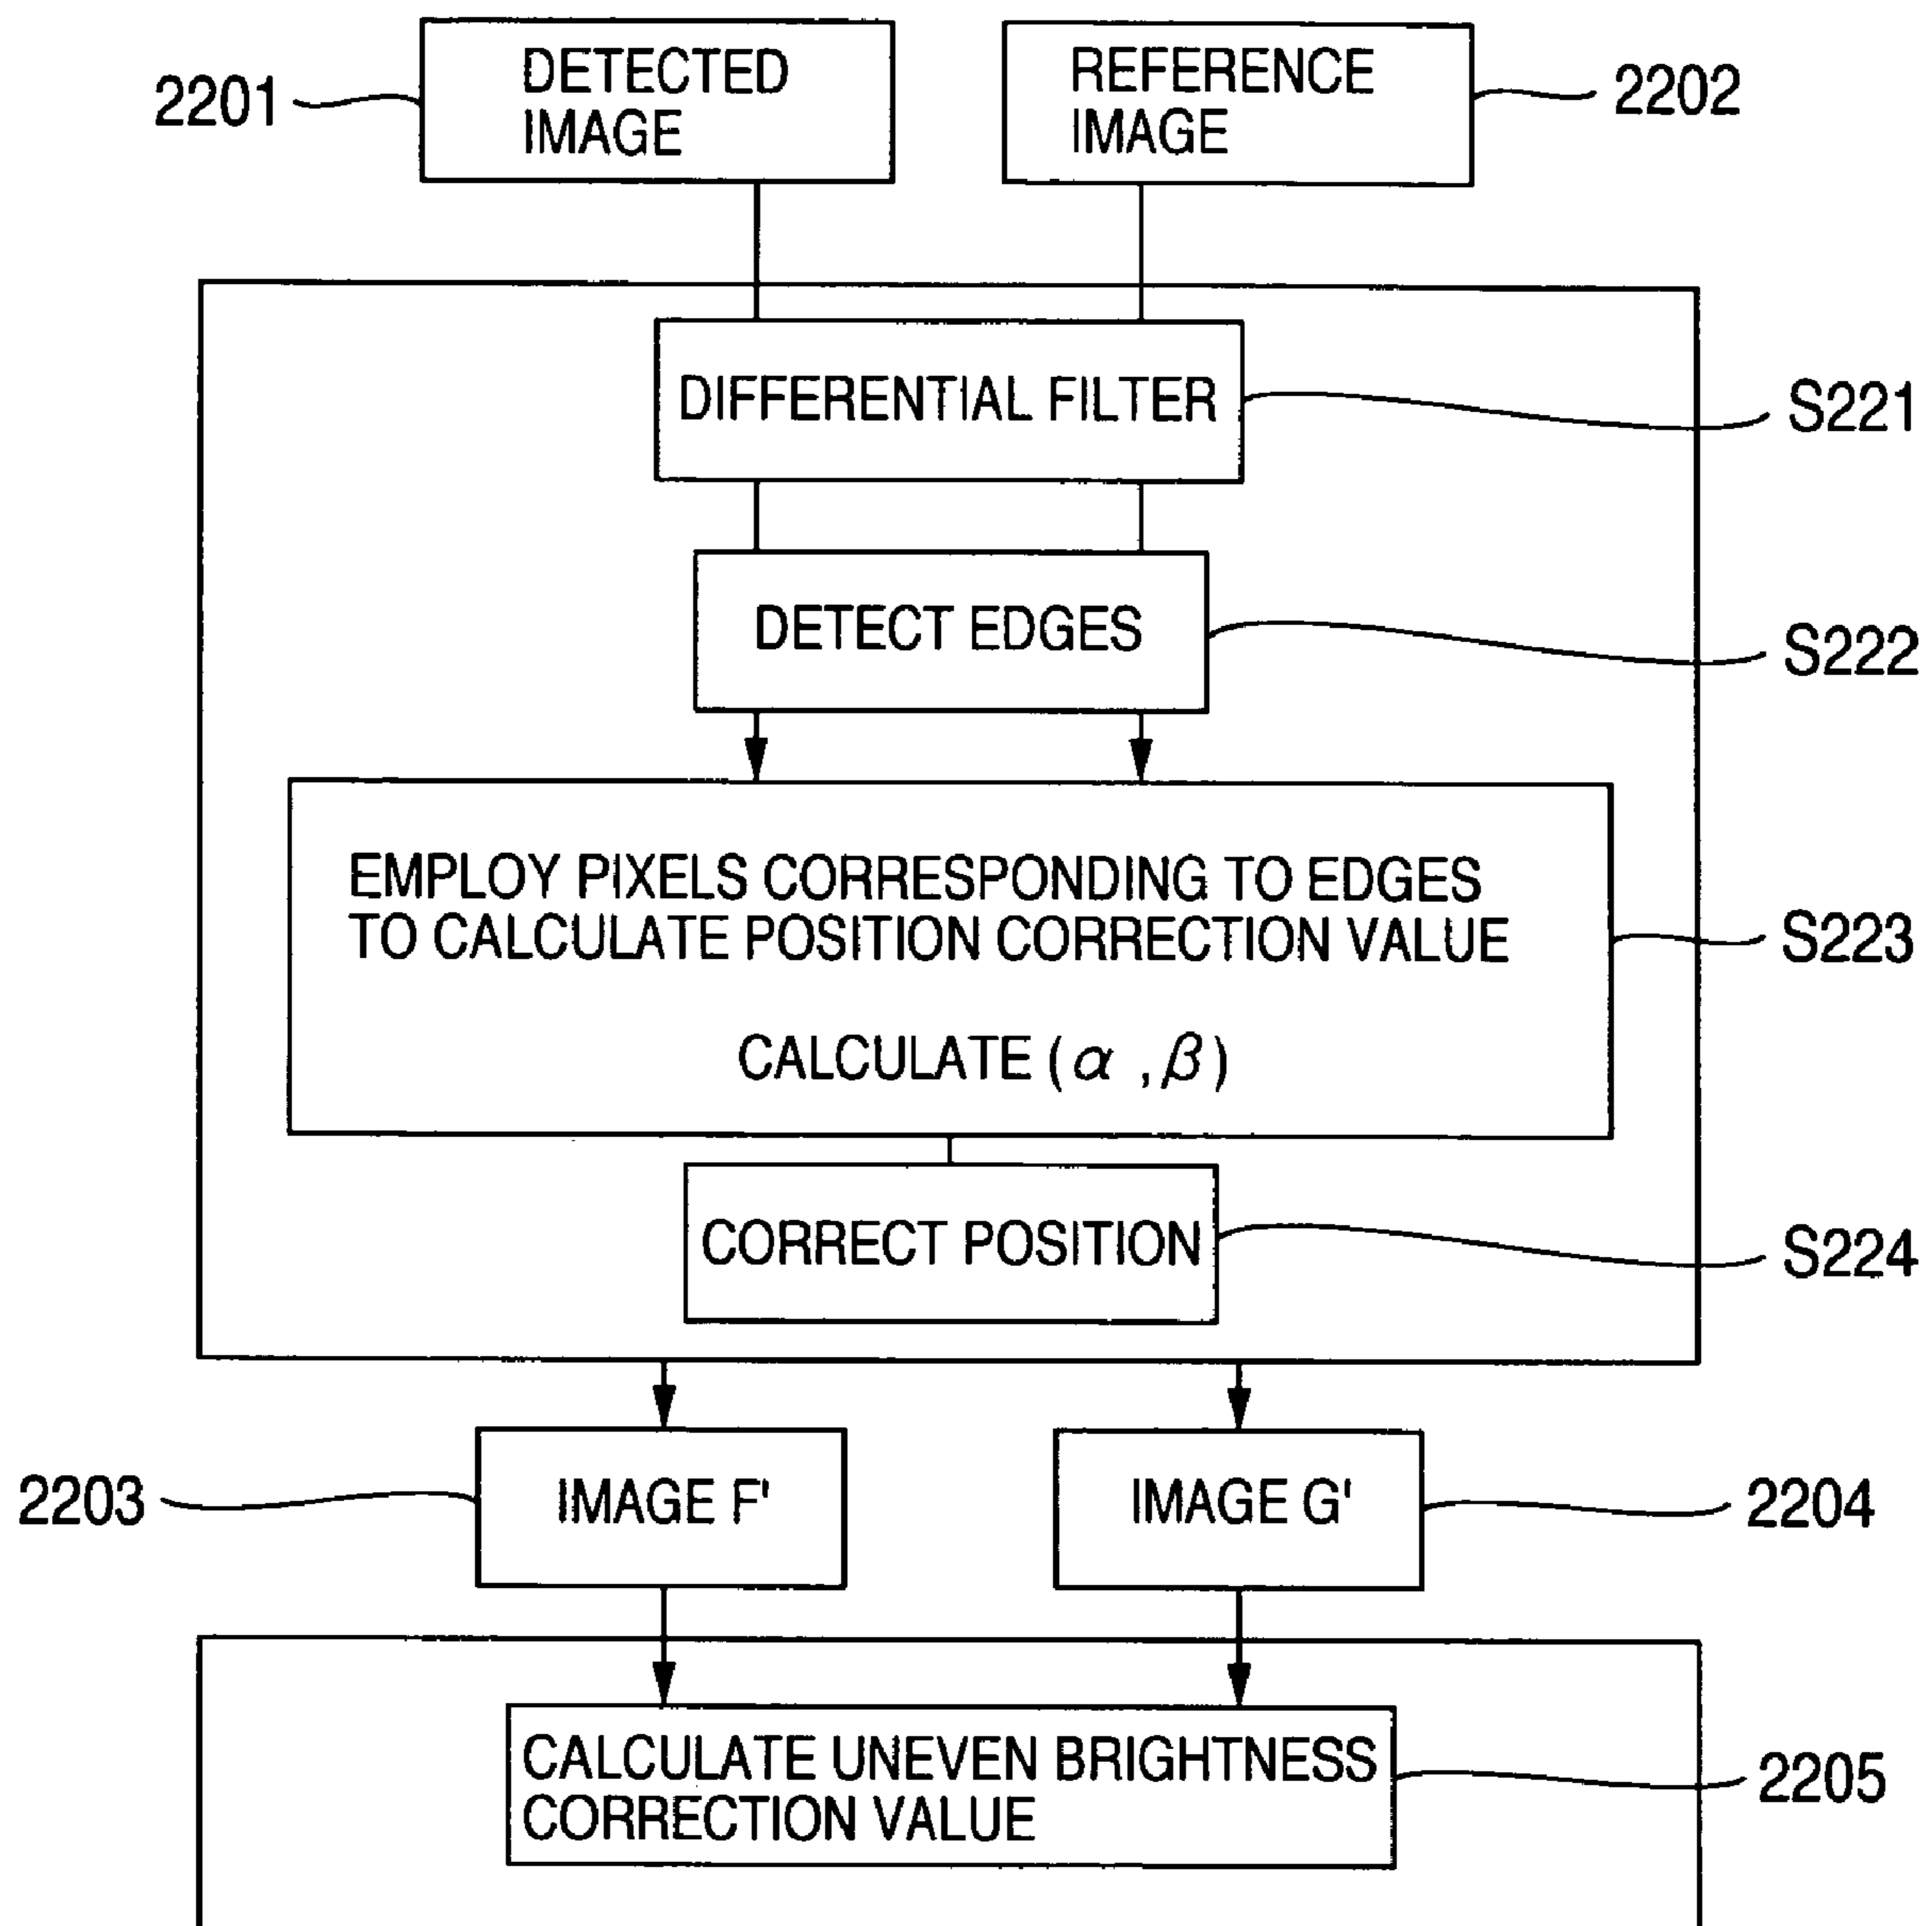 DETECTED
IMAGE
2201
REFERENCE
IMAGE
2202
DIFFERENTIAL FILTER
S221
DETECT EDGES
S222
EMPLOY PIXELS CORRESPONDING TO EDGES
TO CALCULATE POSITION CORRECTION VALUE
S223
CALCULATE (α , β)
CORRECT POSITION
S224
2203
IMAGE F'
IMAGE G'
2204
CALCULATE UNEVEN BRIGHTNESS
CORRECTION VALUE
2205